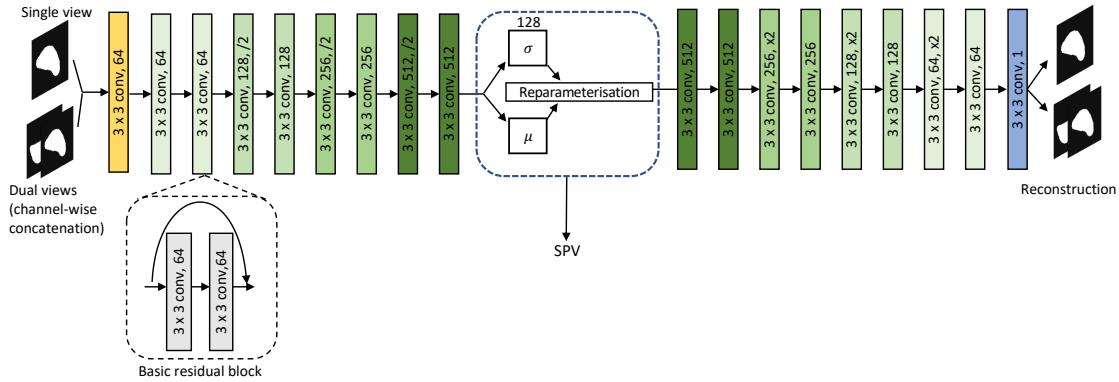 Single view
Dual views
(channel-wise
concatenation)
3 x 3 conv, 64
3 x 3 conv, 64
3 x 3 conv, 64
3 x 3 conv, 128, /2
3 x 3 conv, 128
3 x 3 conv, 256, /2
3 x 3 conv, 256
3 x 3 conv, 512, /2
3 x 3 conv, 512
3 x 3 conv, 64
3 x 3 conv,64
Basic residual block
128
σ
Reparameterisation
μ
SPV
3 x 3 conv, 512
3 x 3 conv, 512
3 x 3 conv, 256, x2
3 x 3 conv, 256
3 x 3 conv, 128, x2
3 x 3 conv, 128
3 x 3 conv, 64, x2
3 x 3 conv, 64
3 x 3 conv, 1
Reconstruction